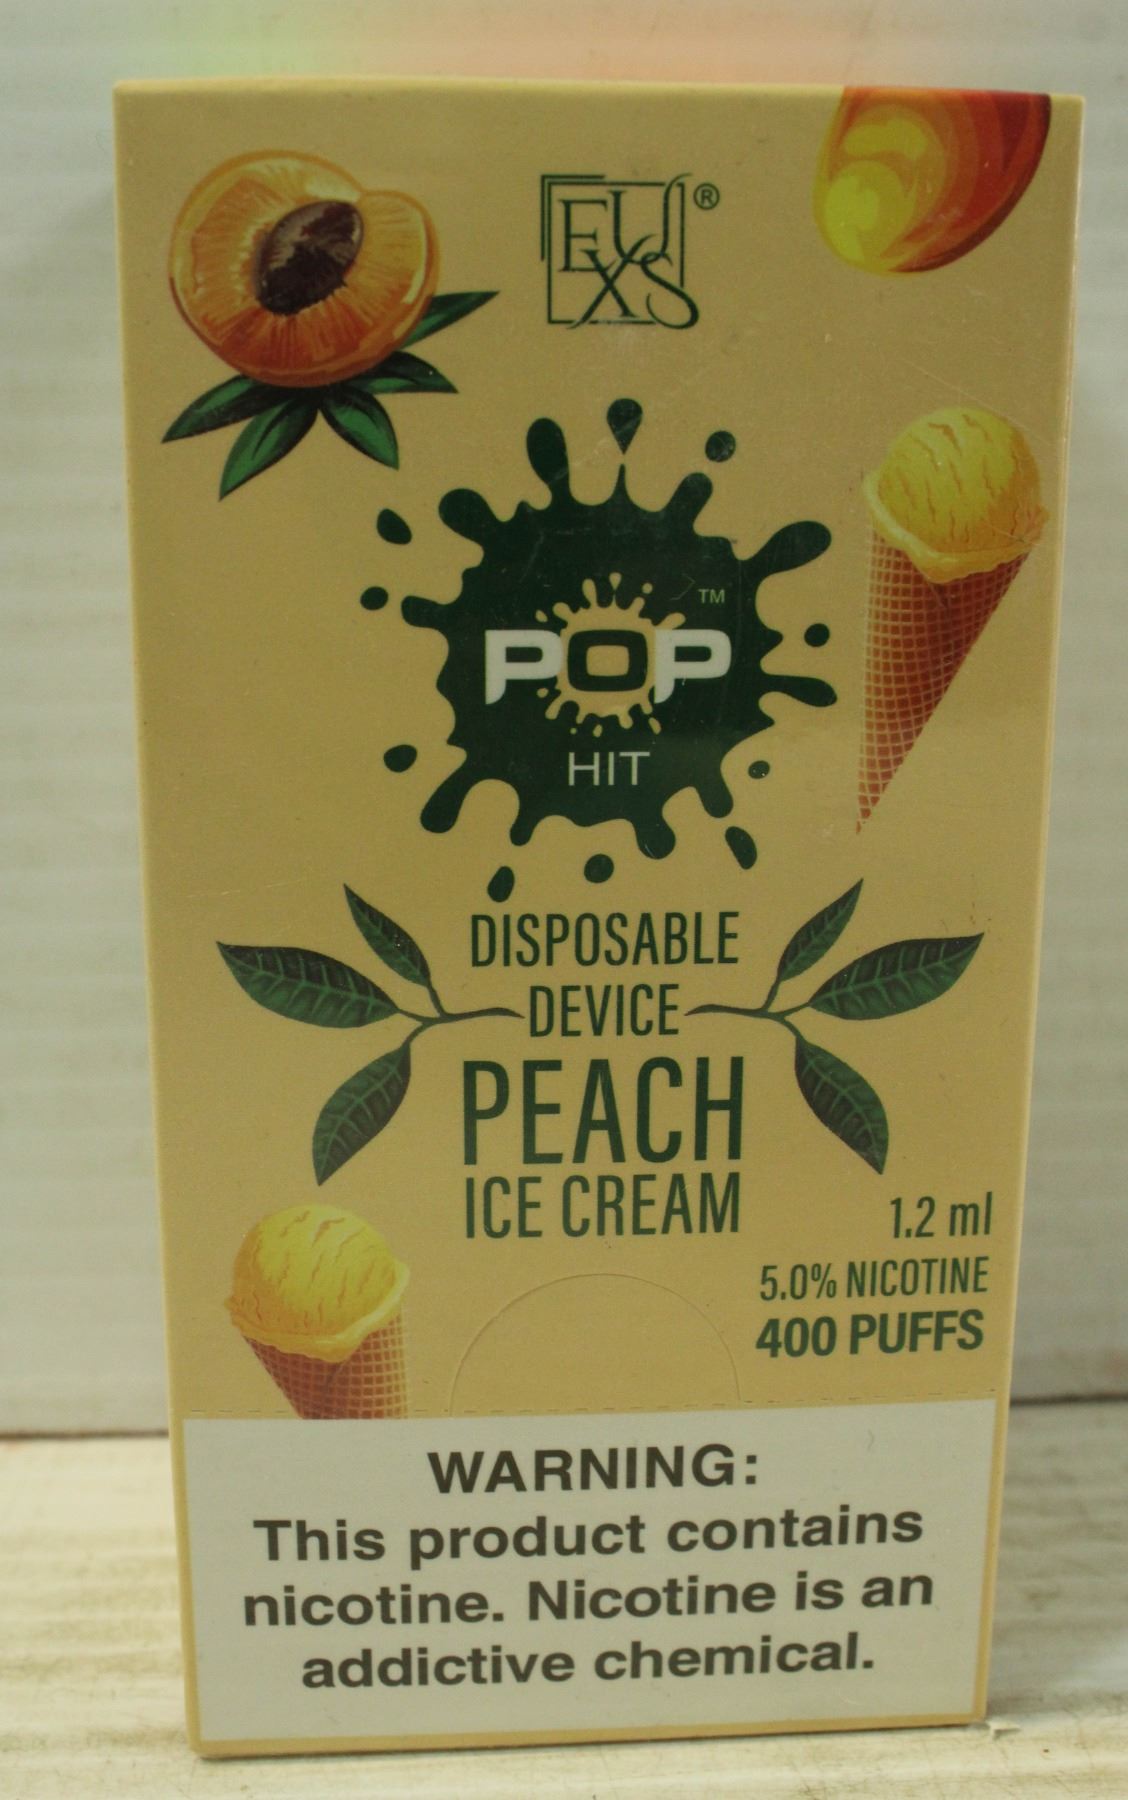 EUXS®
POP™
HIT
DISPOSABLE
DEVICE
PEACH
ICE CREAM
1.2 ml
5.0% NICOTINE
400 PUFFS
WARNING:
This product contains
nicotine. Nicotine is an
addictive chemical.